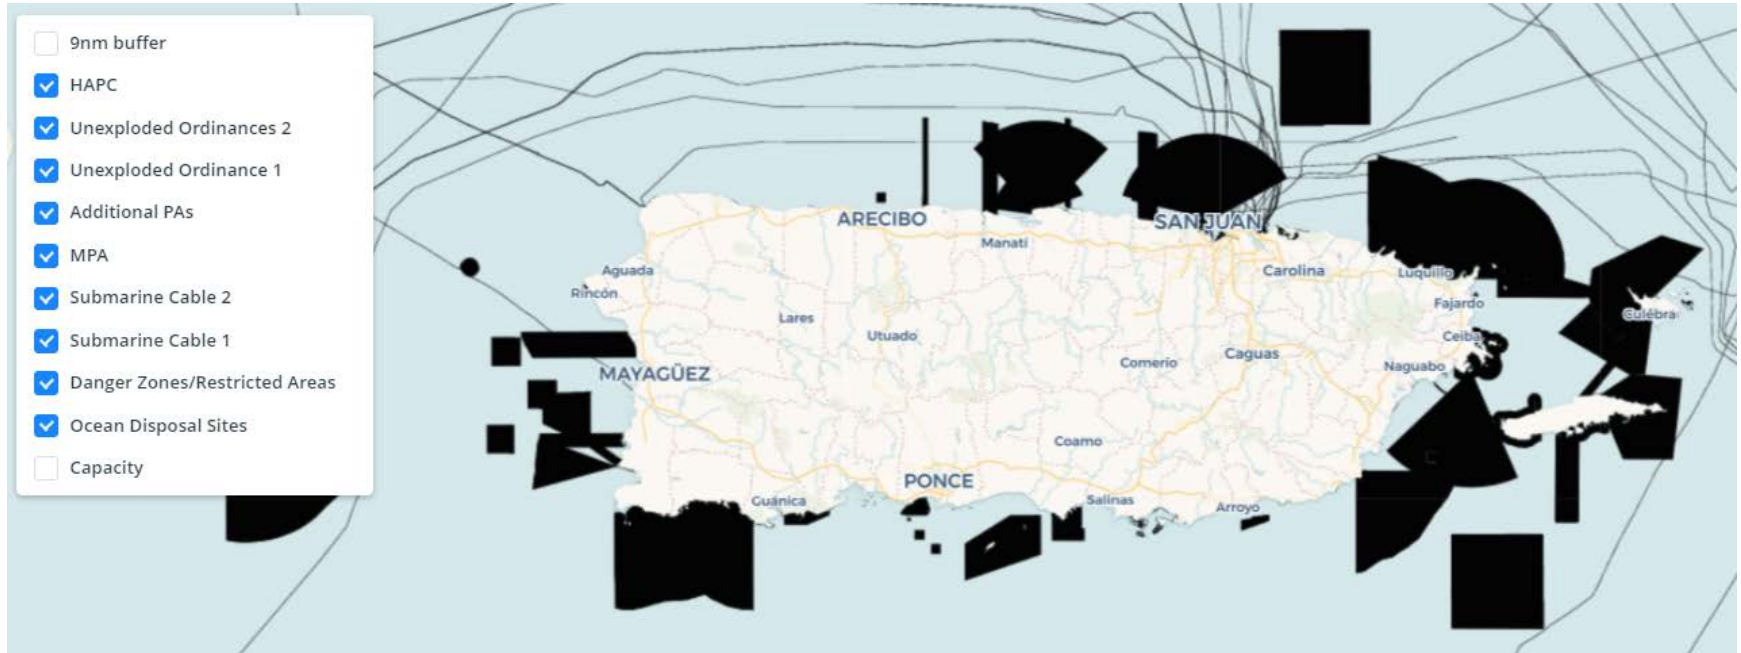 9nm buffer
HAPC
Unexploded Ordinances 2
Unexploded Ordinance 1
Additional PAs
MPA
Submarine Cable 2
Submarine Cable 1
Danger Zones/Restricted Areas
Ocean Disposal Sites
Capacity
ARECIBO
SAN JUAN
Manatí
Aguada
Carolina
Luquillo
Rincón
Fajardo
Lares
Culebra
Utuado
Ceiba
Comerío
Caguas
Naguabo
MAYAGÜEZ
Coamo
PONCE
Guánica
Salinas
Arroyo